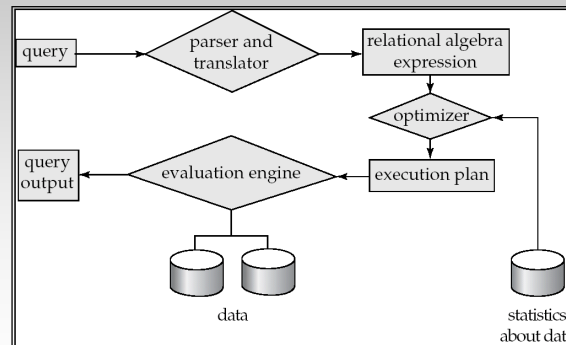 query
parser and
translator
relational algebra
expression
optimizer
query
output
evaluation engine
execution plan
data
statistics
about dat